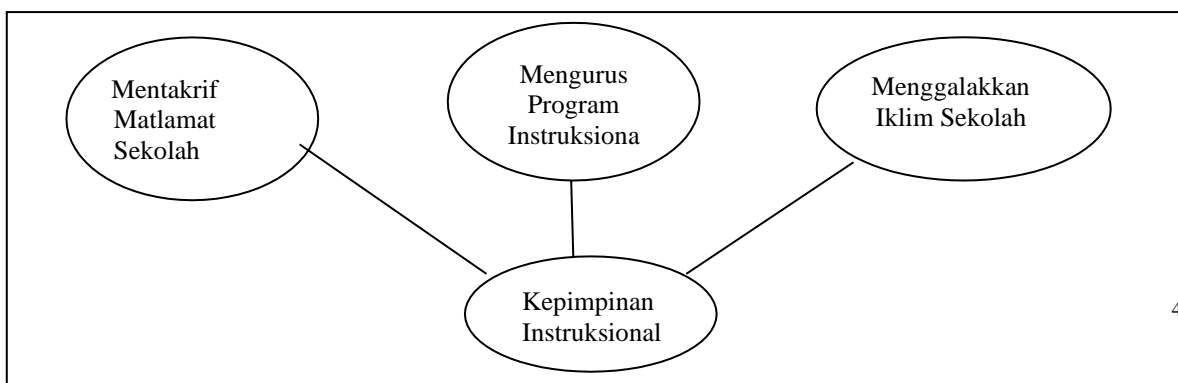 Mentakrif
Matlamat
Sekolah
Mengurus
Program
Instruksiona
Menggalakkan
Iklim Sekolah
Kepimpinan
Instruksional
4